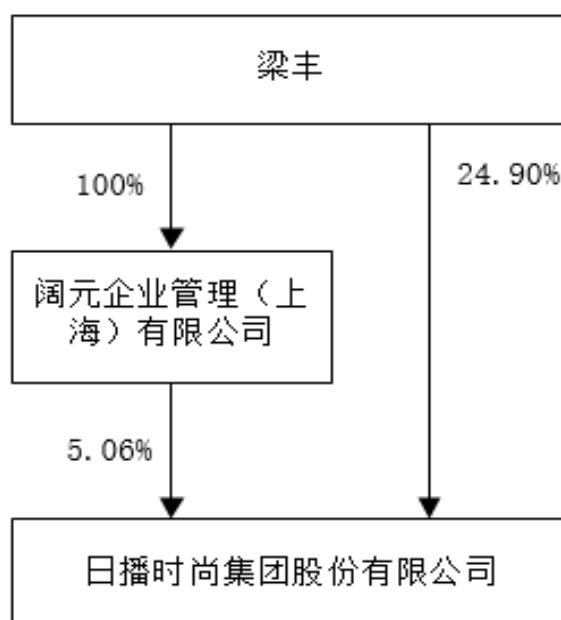 梁丰
100%
24.90%
阔元企业管理（上
海）有限公司
5.06%
日播时尚集团股份有限公司